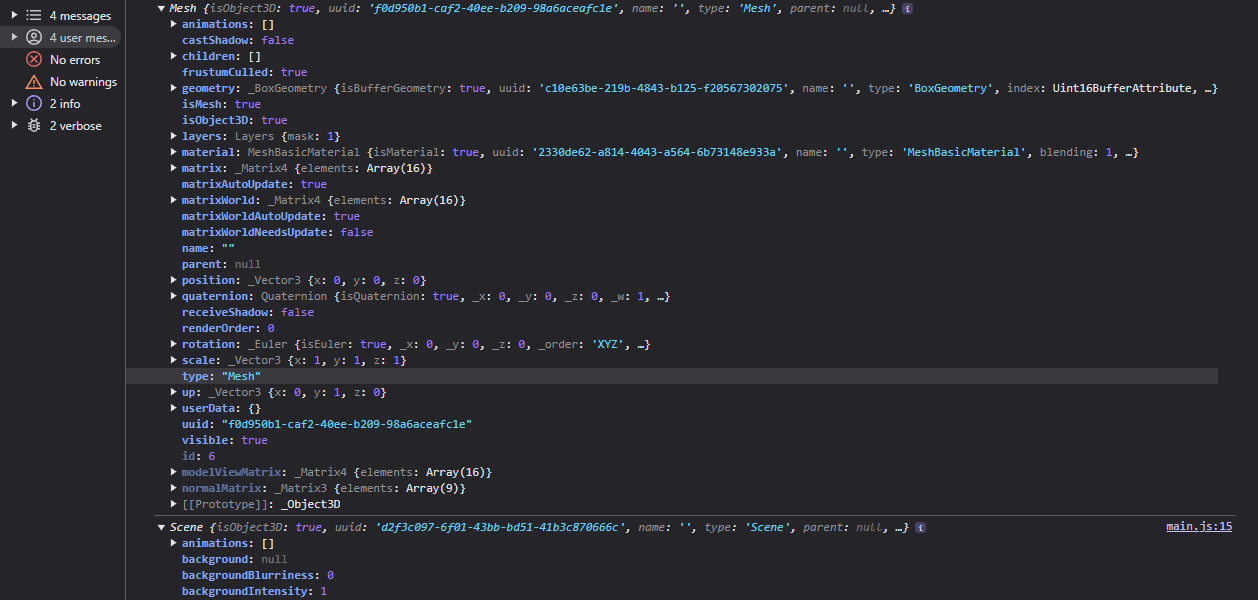 4 messages
4 user mes...
No errors
No warnings
2 info
2 verbose
Mesh {isObject3D: true, uuid: 'f0d950b1-caf2-40ee-b209-98a6aceafc1e', name: '', type: 'Mesh', parent: null, …} i
animations: []
castShadow: false
children: []
frustumCulled: true
geometry: _BoxGeometry {isBufferGeometry: true, uuid: 'c10e63be-219b-4843-b125-f20567302075', name: '', type: 'BoxGeometry', index: Uint16BufferAttribute, …}
isMesh: true
isObject3D: true
layers: Layers {mask: 1}
material: MeshBasicMaterial {isMaterial: true, uuid: '2330de62-a814-4043-a564-6b73148e933a', name: '', type: 'MeshBasicMaterial', blending: 1, …}
matrix: _Matrix4 {elements: Array(16)}
matrixAutoUpdate: true
matrixWorld: _Matrix4 {elements: Array(16)}
matrixWorldAutoUpdate: true
matrixWorldNeedsUpdate: false
name: ""
parent: null
position: _Vector3 {x: 0, y: 0, z: 0}
quaternion: Quaternion {isQuaternion: true, _x: 0, _y: 0, _z: 0, _w: 1, …}
receiveShadow: false
renderOrder: 0
rotation: _Euler {isEuler: true, _x: 0, _y: 0, _z: 0, _order: 'XYZ', …}
scale: _Vector3 {x: 1, y: 1, z: 1}
type: "Mesh"
up: _Vector3 {x: 0, y: 1, z: 0}
userData: {}
uuid: "f0d950b1-caf2-40ee-b209-98a6aceafc1e"
visible: true
id: 6
modelViewMatrix: _Matrix4 {elements: Array(16)}
normalMatrix: _Matrix3 {elements: Array(9)}
[[Prototype]]: _Object3D
Scene {isObject3D: true, uuid: 'd2f3c097-6f01-43bb-bd51-41b3c870666c', name: '', type: 'Scene', parent: null, …} i main.js:15
animations: []
background: null
backgroundBlurriness: 0
backgroundIntensity: 1